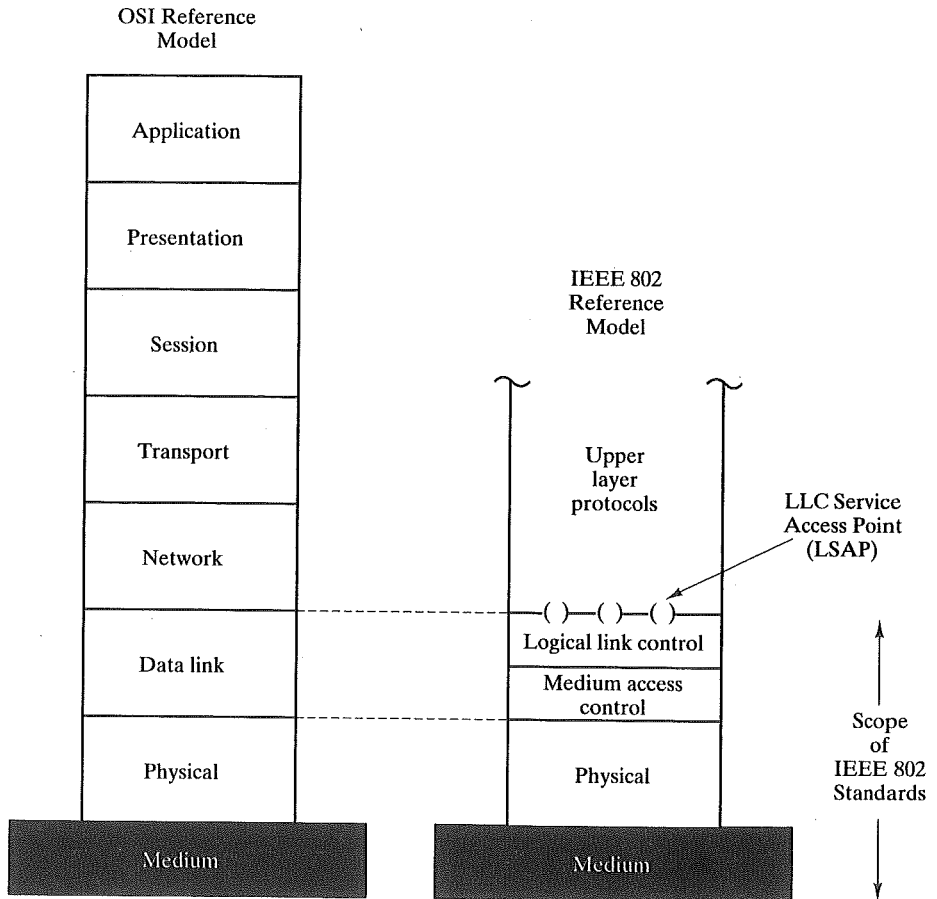 OSI Reference
Model
Application
Presentation
Session
Transport
Network
Data link
Physical
Medium
IEEE 802
Reference
Model
Upper
layer
protocols
LLC Service
Access Point
(LSAP)
Logical link control
Medium access
control
Physical
Medium
Scope
of
IEEE 802
Standards